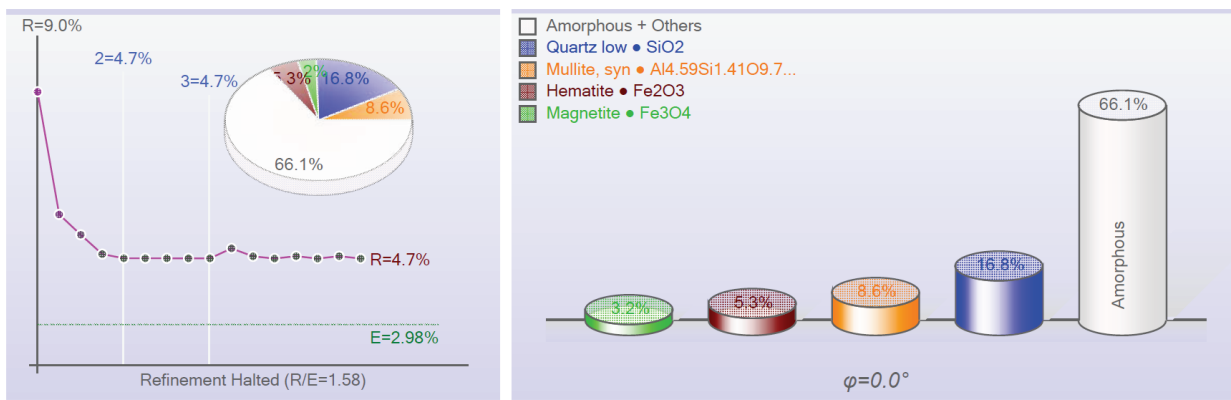 R=9.0%
2=4.7%
3=4.7%
5.3%
2%
16.8%
8.6%
66.1%
R=4.7%
E=2.98%
Refinement Halted (R/E=1.58)
Amorphous + Others
Quartz low ● SiO2
Mullite, syn ● Al4.59Si1.41O9.7...
Hematite ● Fe2O3
Magnetite ● Fe3O4
3.2%
5.3%
8.6%
16.8%
66.1%
Amorphous
φ=0.0°